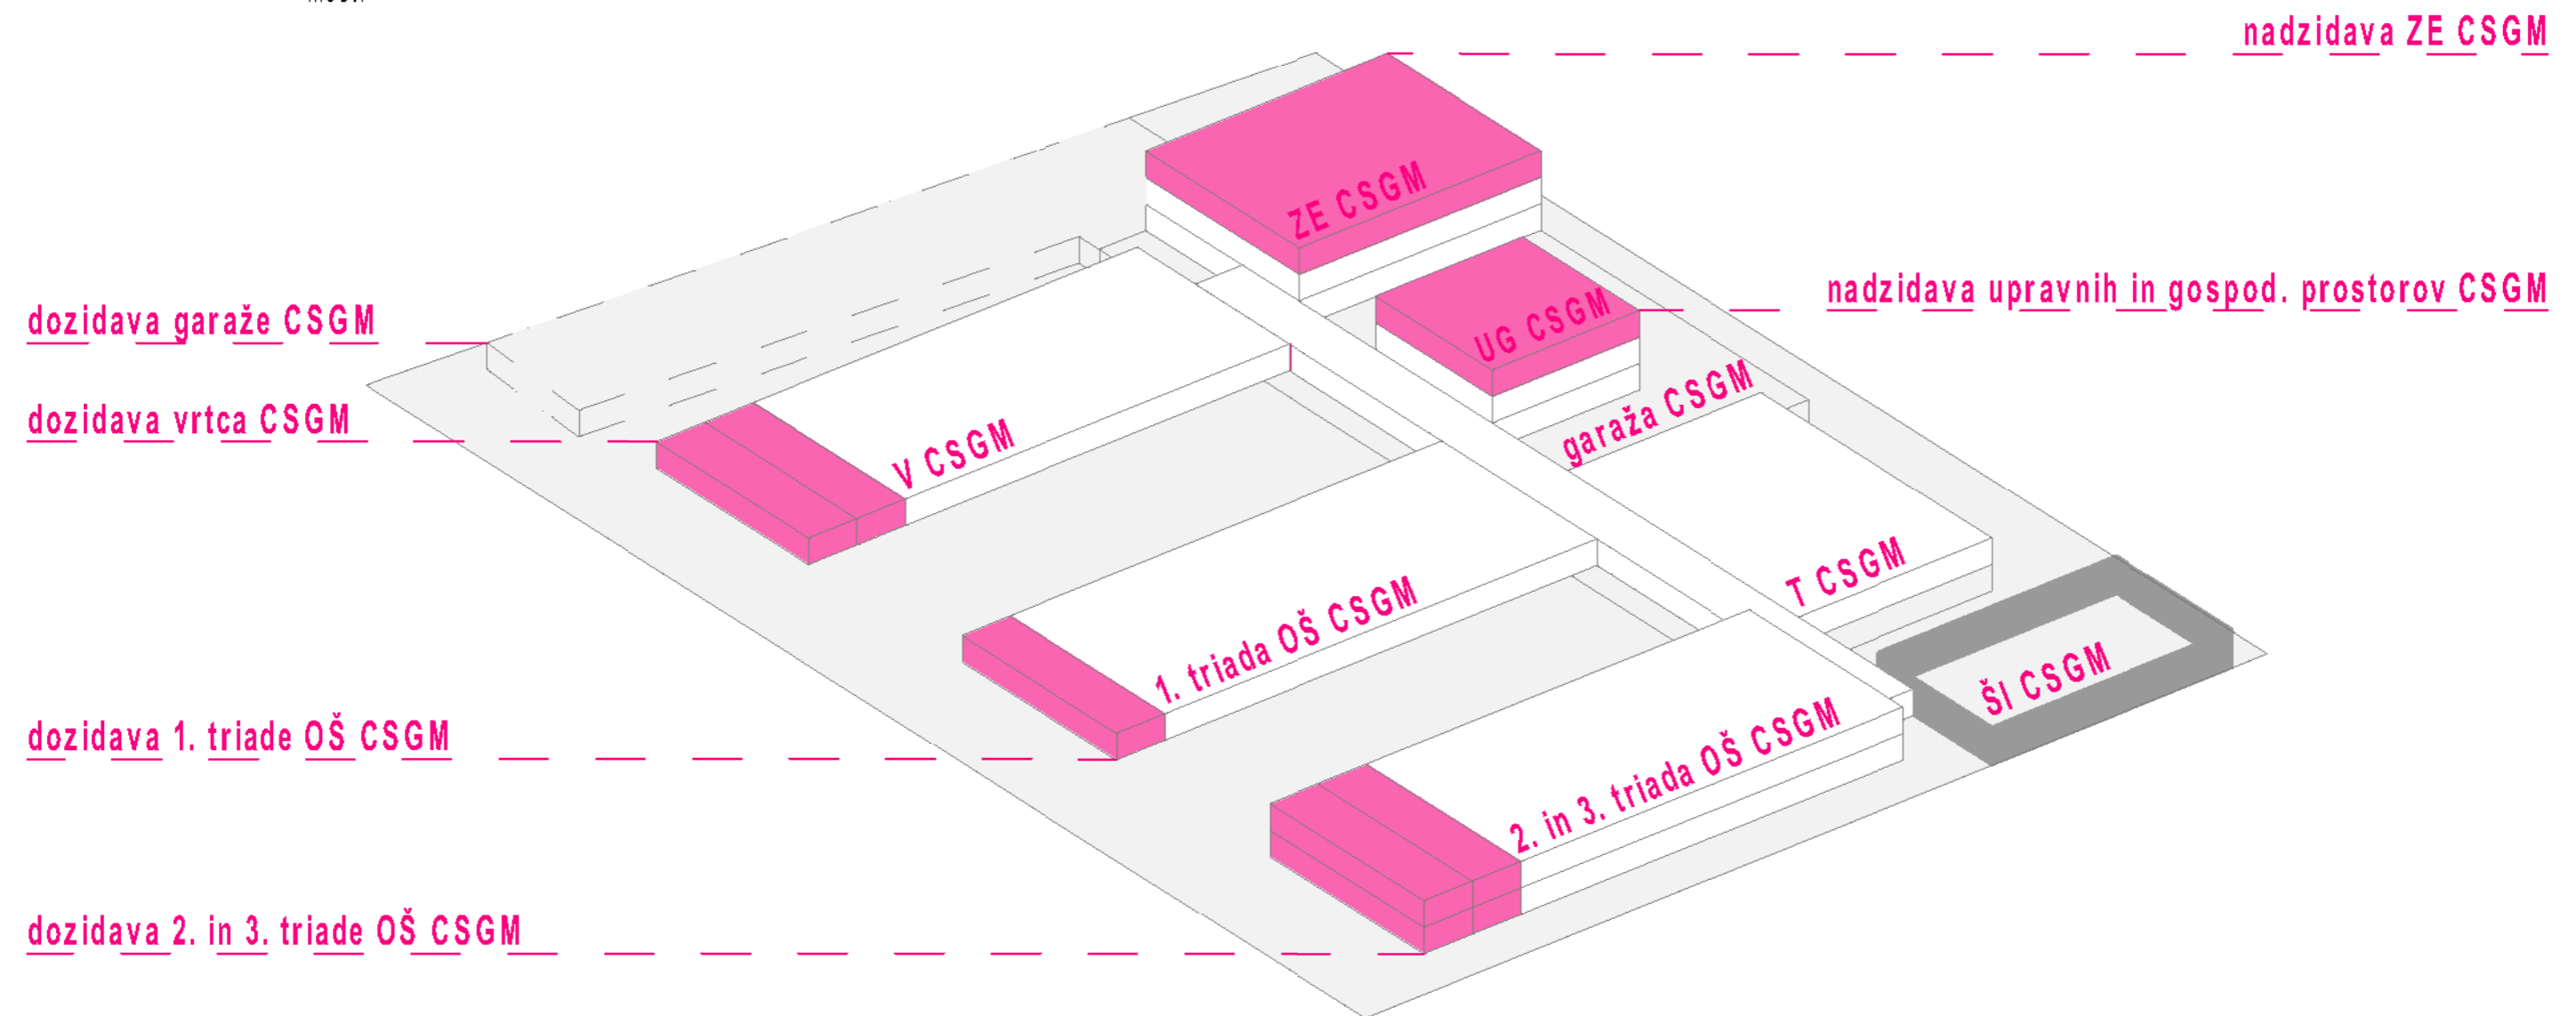 nadzidava ZE CSGM
ZE CSGM
nadzidava upravnih in gospod. prostorov CSGM
dozidava garaže CSGM
UG CSGM
garaža CSGM
dozidava vrtca CSGM
V CSGM
T CSGM
1. triada OŠ CSGM
ŠI CSGM
dozidava 1. triade OŠ CSGM
2. in 3. triada OŠ CSGM
dozidava 2. in 3. triade OŠ CSGM